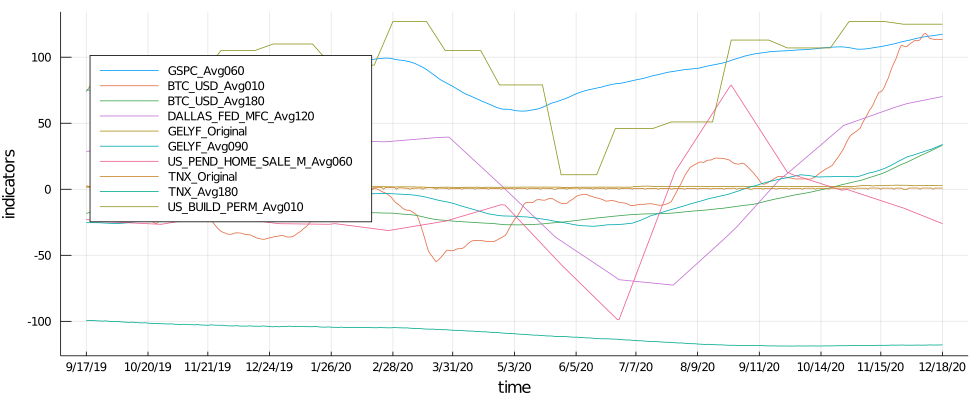 indicators
100
50
0
-50
-100
GSPC_Avg060
BTC_USD_Avg010
BTC_USD_Avg180
DALLAS_FED_MFC_Avg120
GELYF_Original
GELYF_Avg090
US_PEND_HOME_SALE_M_Avg060
TNX_Original
TNX_Avg180
US_BUILD_PERM_Avg010
9/17/19 10/20/19 11/21/19 12/24/19 1/26/20 2/28/20 3/31/20 5/3/20 6/5/20 7/7/20 8/9/20 9/11/20 10/14/20 11/15/20 12/18/20
time